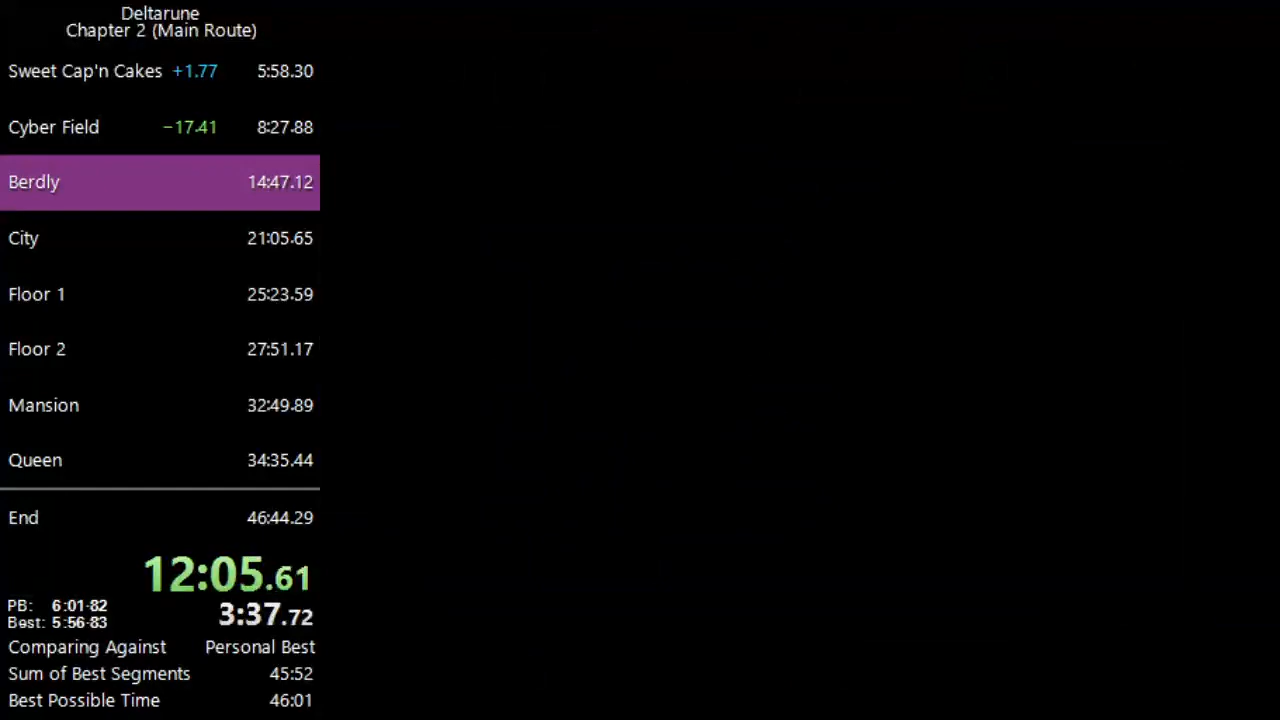 Deltarune
Chapter 2 (Main Route)
Sweet Cap'n Cakes +1.77 5:58.30
Cyber Field −17.41 8:27.88
Berdly 14:47.12
City 21:05.65
Floor 1 25:23.59
Floor 2 27:51.17
Mansion 32:49.89
Queen 34:35.44
End 46:44.29
12:05.61
PB: 6:01.82
Best: 5:56.83
3:37.72
Comparing Against Personal Best
Sum of Best Segments 45:52
Best Possible Time 46:01